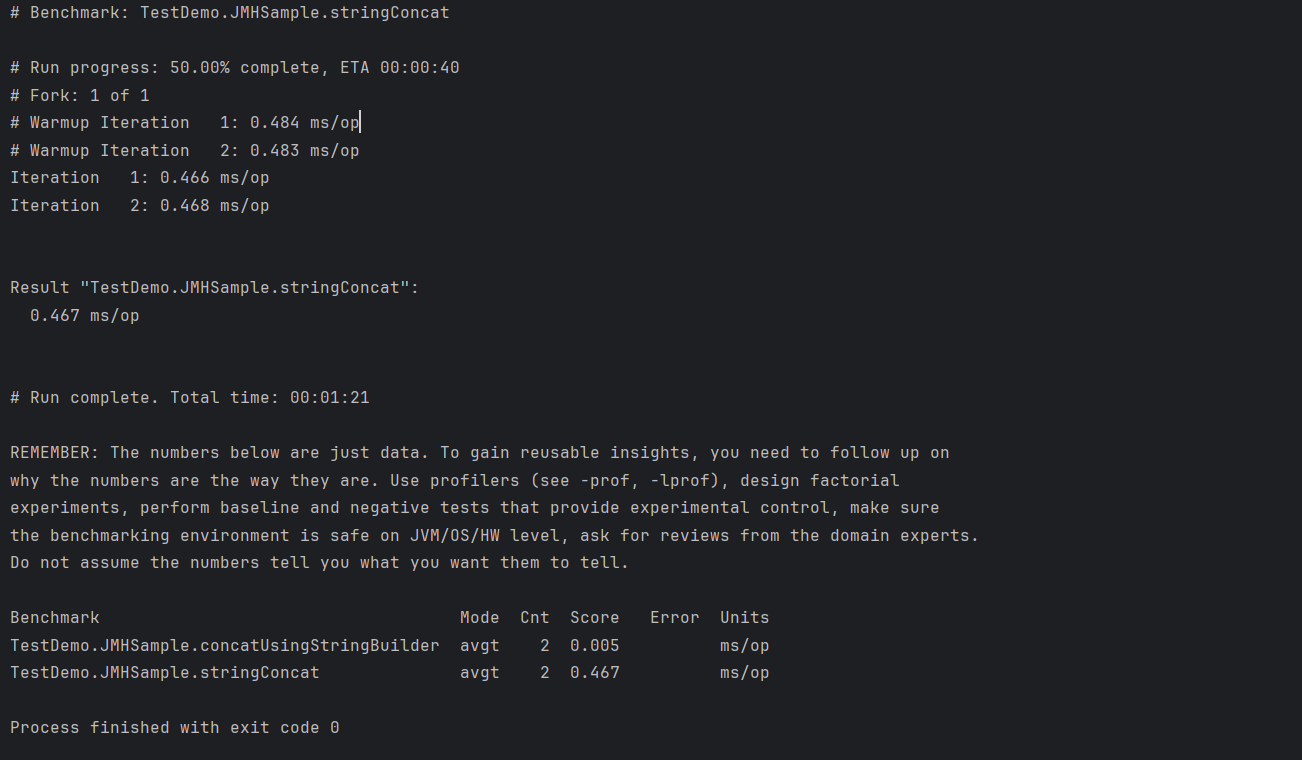 # Benchmark: TestDemo.JMHSample.stringConcat
# Run progress: 50.00% complete, ETA 00:00:40
# Fork: 1 of 1
# Warmup Iteration   1: 0.484 ms/op
# Warmup Iteration   2: 0.483 ms/op
Iteration   1: 0.466 ms/op
Iteration   2: 0.468 ms/op
Result "TestDemo.JMHSample.stringConcat":
  0.467 ms/op
# Run complete. Total time: 00:01:21
REMEMBER: The numbers below are just data. To gain reusable insights, you need to follow up on
why the numbers are the way they are. Use profilers (see -prof, -lprof), design factorial
experiments, perform baseline and negative tests that provide experimental control, make sure
the benchmarking environment is safe on JVM/OS/HW level, ask for reviews from the domain experts.
Do not assume the numbers tell you what you want them to tell.
Benchmark                                    Mode  Cnt  Score   Error  Units
TestDemo.JMHSample.concatUsingStringBuilder  avgt    2  0.005          ms/op
TestDemo.JMHSample.stringConcat              avgt    2  0.467          ms/op
Process finished with exit code 0